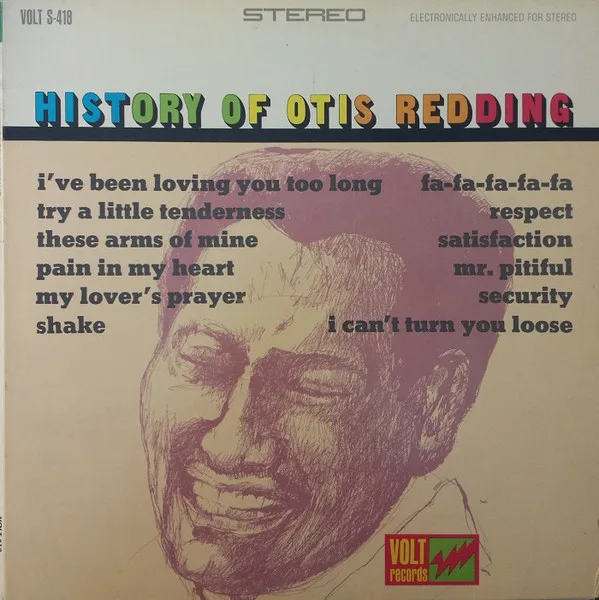 VOLT S-418
STEREO
ELECTRONICALLY ENHANCED FOR STEREO
HISTORY OF OTIS REDDING
i've been loving you too long
try a little tenderness
these arms of mine
pain in my heart
my lover's prayer
shake
fa-fa-fa-fa-fa
respect
satisfaction
mr. pitiful
security
i can't turn you loose
VOLT
records